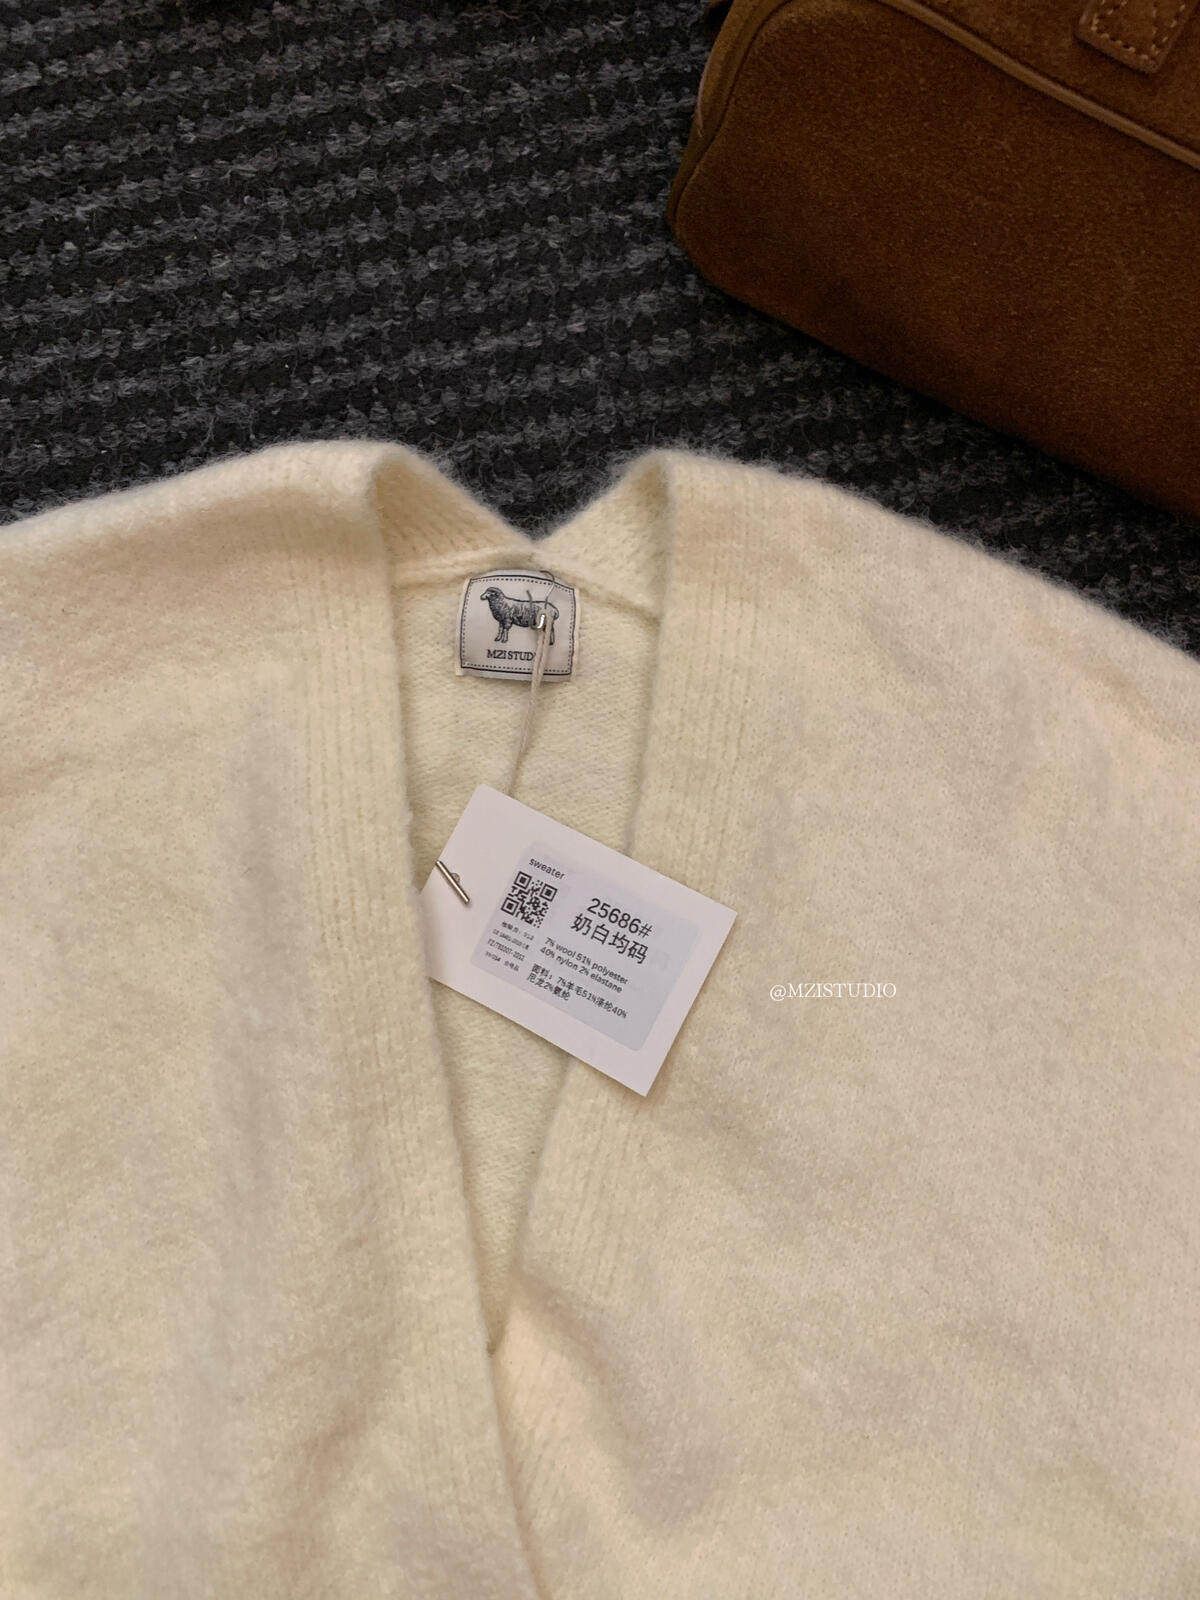 MZISTUD
sweater
25686#
奶白均码
7% wool 51% polyester
40% nylon 2% elastane
面料：7%羊毛51%涤纶40%
尼龙2%氨纶
@MZISTUDIO